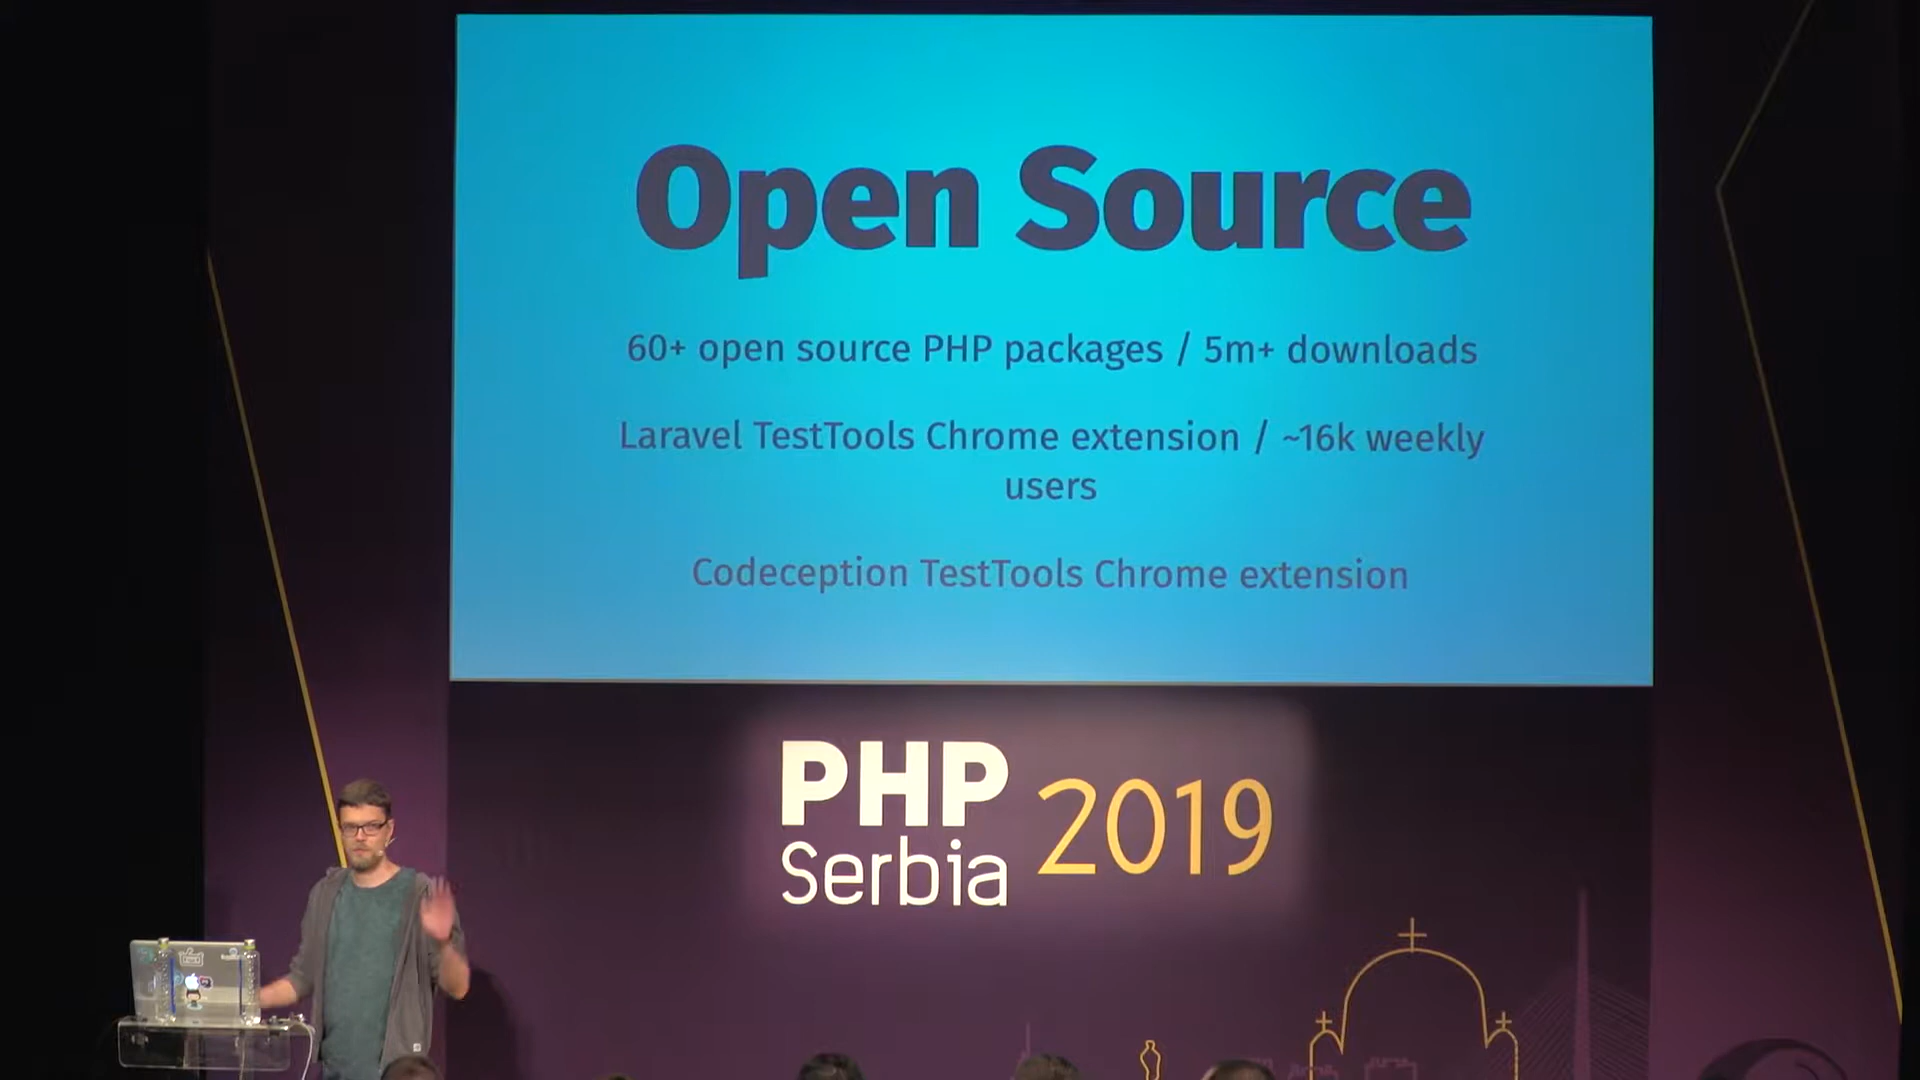 Open Source
60+ open source PHP packages / 5m+ downloads
Laravel TestTools Chrome extension / ~16k weekly
users
Codeception TestTools Chrome extension
PHP
Serbia
2019